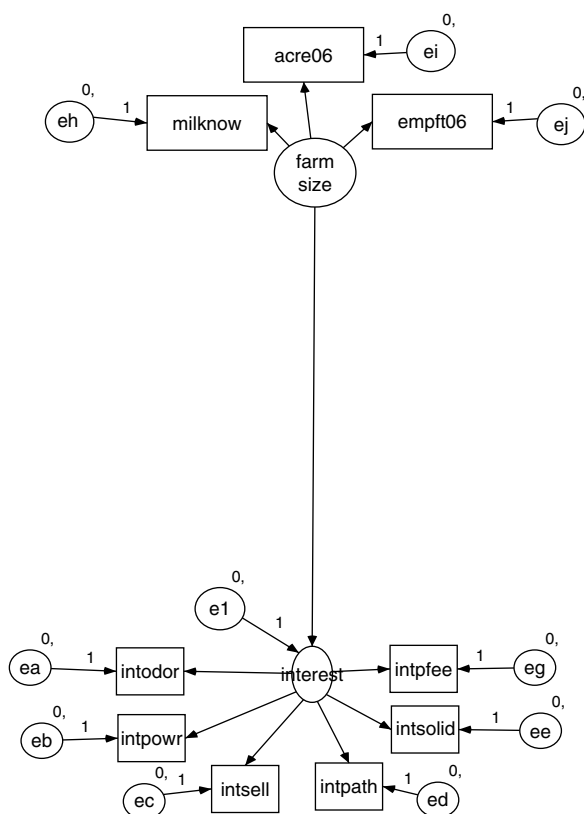 0,
acre06
1
ei
0,
eh
1
milknow
empft06
1
0,
ej
farm
size
0,
e1
1
0,
ea
1
intodor
interest
intpfee
1
0,
eg
0,
eb
1
intpowr
intsolid
1
0,
ee
0,
ec
1
intsell
intpath
1
0,
ed